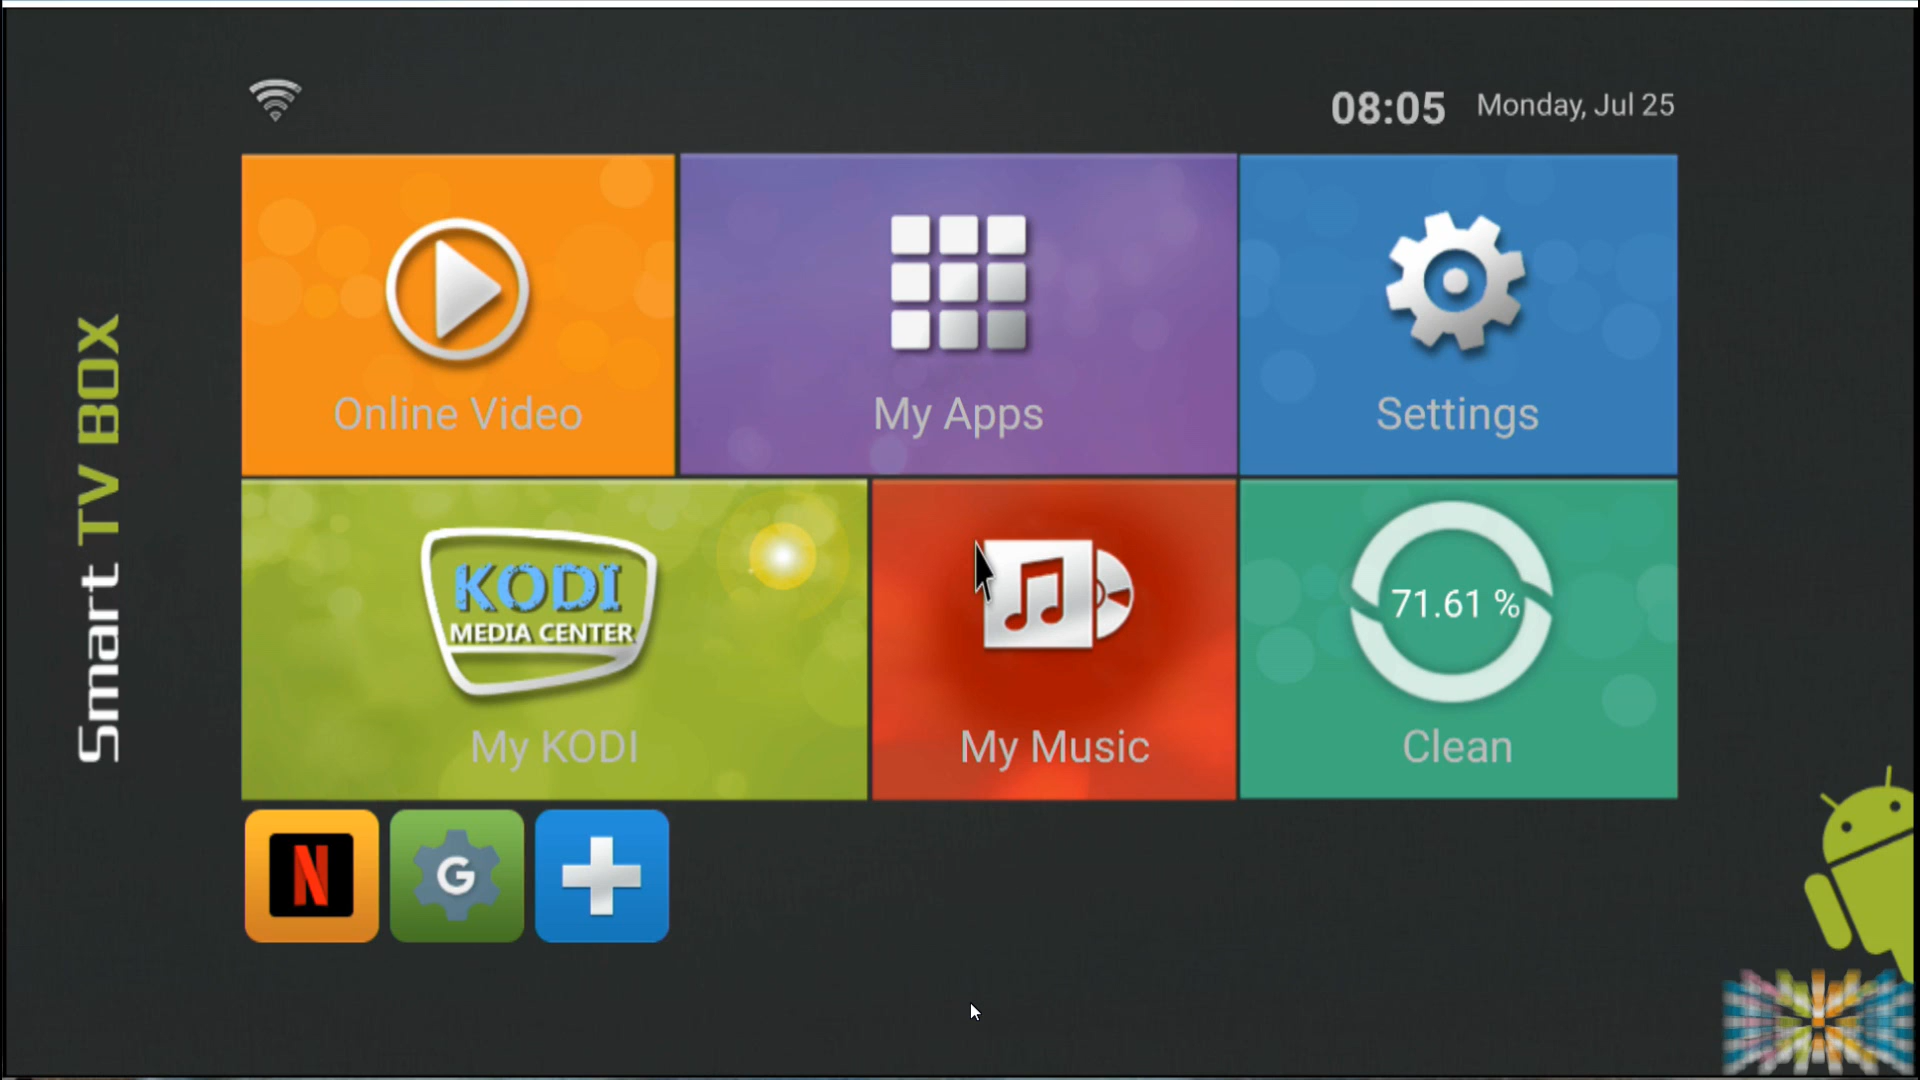 08:05 Monday, Jul 25
Smart TV BOX
Online Video
My Apps
Settings
KODI
MEDIA CENTER
My KODI
My Music
71.61 %
Clean
N
G